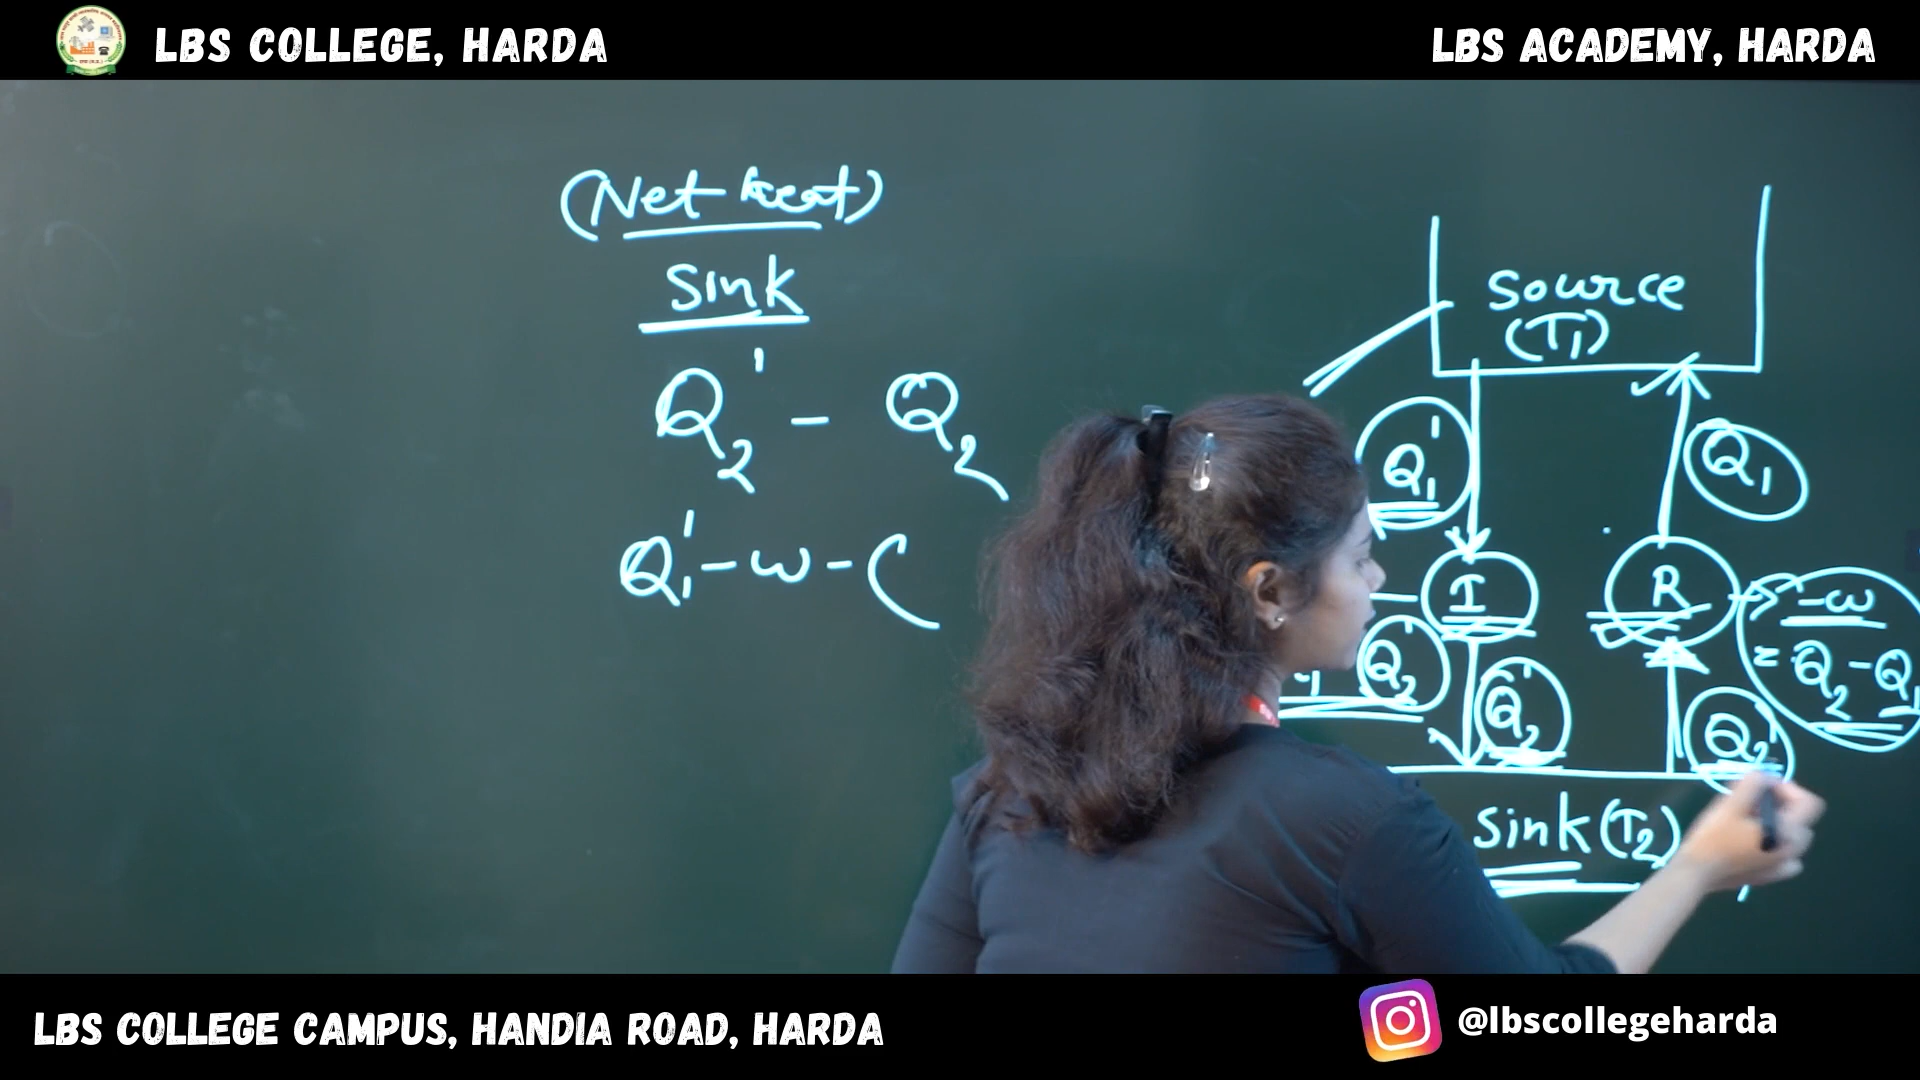 LBS COLLEGE, HARDA
LBS ACADEMY, HARDA
(Net heat)
Sink
Q₂' - Q₂
Q₁' - w - (
Source
(T₁)
Q₁'
Q₁
I
R
-w
= Q₂ - Q₁
Q₂'
Q₂'
Q₂
Sink (T₂)
LBS COLLEGE CAMPUS, HANDIA ROAD, HARDA
@lbscollegeharda